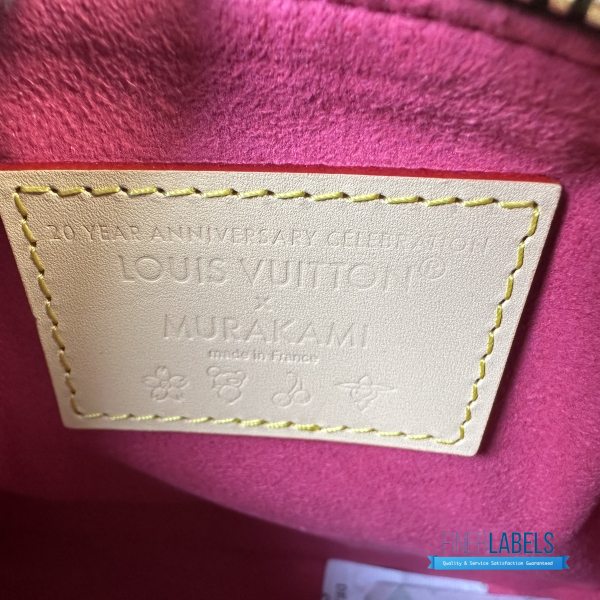 20 YEAR ANNIVERSARY CELEBRATION
LOUIS VUITTON®
x
MURAKAMI
made in France
LABELS
Quality & Service Satisfaction Guaranteed